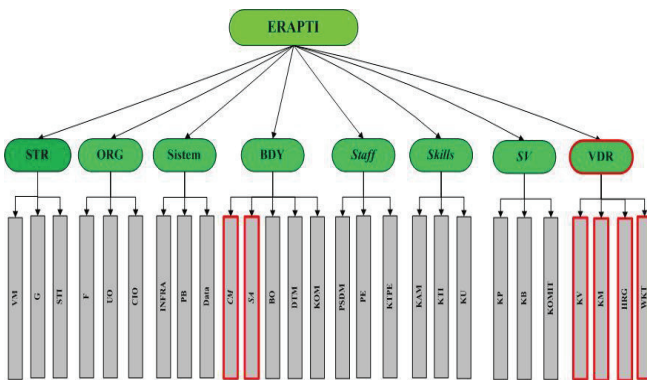 ERAPTI
STR ORG Sistem BDY Staff Skills SV VDR
VM G STI F UO CIO INFRA PB Data CM SA BO DTM KOM PSDM PE KTPE KAM KTI KU KP KB KOMIT KV KM HRG WKT